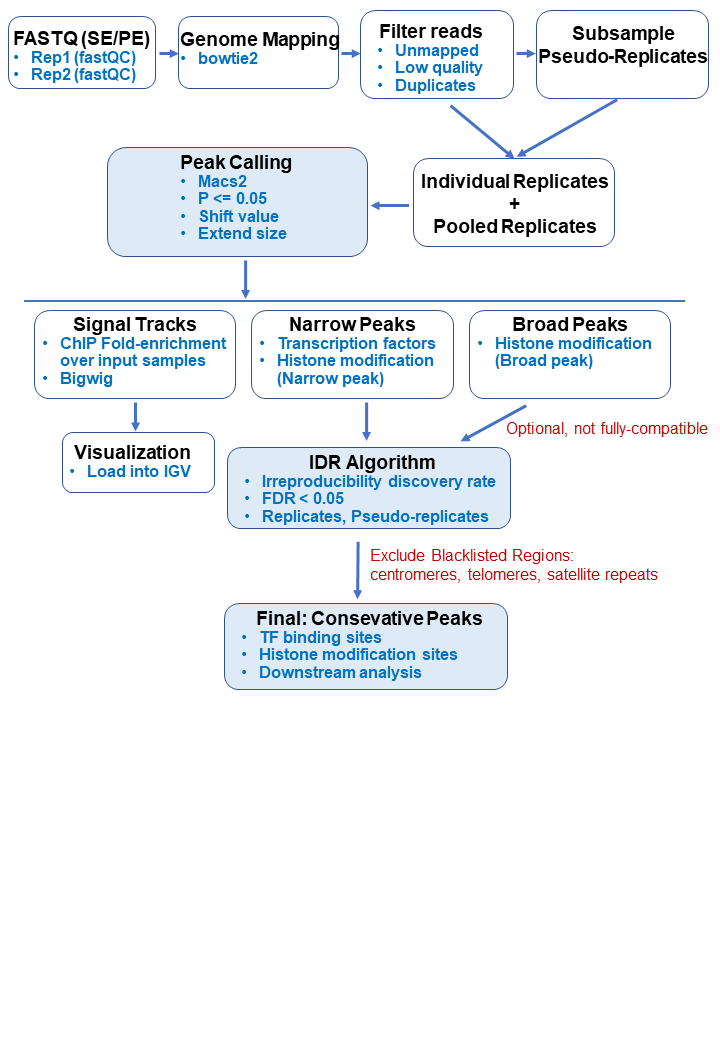 FASTQ (SE/PE)
• Rep1 (fastQC)
• Rep2 (fastQC)
Genome Mapping
• bowtie2
Filter reads
• Unmapped
• Low quality
• Duplicates
Subsample
Pseudo-Replicates
Individual Replicates
+
Pooled Replicates
Peak Calling
• Macs2
• P <= 0.05
• Shift value
• Extend size
Signal Tracks
• ChIP Fold-enrichment
over input samples
• Bigwig
Narrow Peaks
• Transcription factors
• Histone modification
(Narrow peak)
Broad Peaks
• Histone modification
(Broad peak)
Optional, not fully-compatible
Visualization
• Load into IGV
IDR Algorithm
• Irreproducibility discovery rate
• FDR < 0.05
• Replicates, Pseudo-replicates
Exclude Blacklisted Regions:
centromeres, telomeres, satellite repeats
Final: Consevative Peaks
• TF binding sites
• Histone modification sites
• Downstream analysis